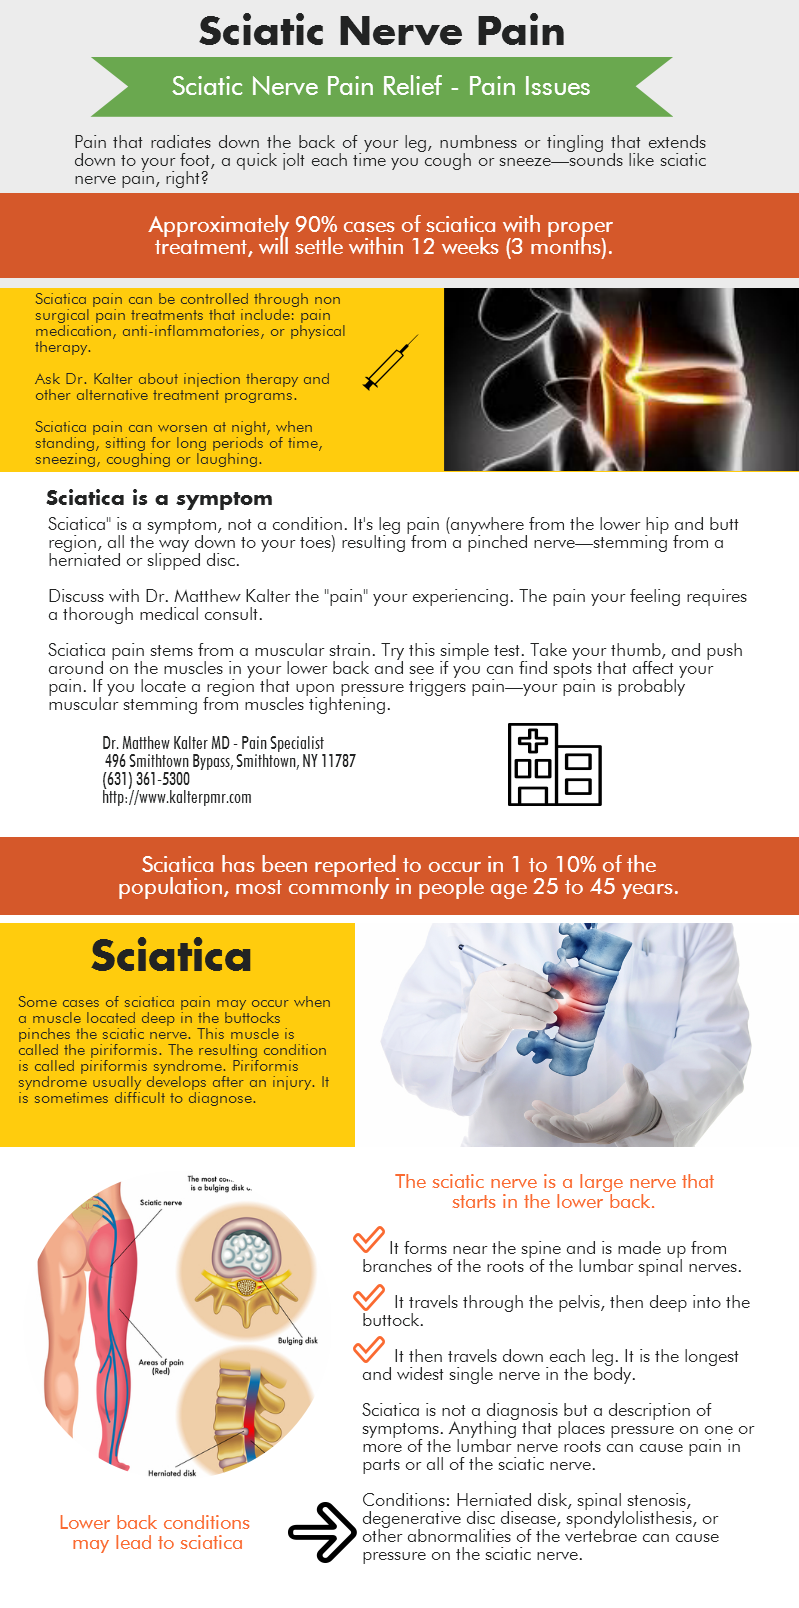 Sciatic Nerve Pain
Sciatic Nerve Pain Relief - Pain Issues
Pain that radiates down the back of your leg, numbness or tingling that extends
down to your foot, a quick jolt each time you cough or sneeze—sounds like sciatic
nerve pain, right?
Approximately 90% cases of sciatica with proper
treatment, will settle within 12 weeks (3 months).
Sciatica pain can be controlled through non
surgical pain treatments that include: pain
medication, anti-inflammatories, or physical
therapy.
Ask Dr. Kalter about injection therapy and
other alternative treatment programs.
Sciatica pain can worsen at night, when
standing, sitting for long periods of time,
sneezing, coughing or laughing.
Sciatica is a symptom
Sciatica" is a symptom, not a condition. It's leg pain (anywhere from the lower hip and butt
region, all the way down to your toes) resulting from a pinched nerve—stemming from a
herniated or slipped disc.
Discuss with Dr. Matthew Kalter the "pain" your experiencing. The pain your feeling requires
a thorough medical consult.
Sciatica pain stems from a muscular strain. Try this simple test. Take your thumb, and push
around on the muscles in your lower back and see if you can find spots that affect your
pain. If you locate a region that upon pressure triggers pain—your pain is probably
muscular stemming from muscles tightening.
Dr. Matthew Kalter MD - Pain Specialist
496 Smithtown Bypass, Smithtown, NY 11787
(631) 361-5300
http://www.kalterpmr.com
Sciatica has been reported to occur in 1 to 10% of the
population, most commonly in people age 25 to 45 years.
Sciatica
Some cases of sciatica pain may occur when
a muscle located deep in the buttocks
pinches the sciatic nerve. This muscle is
called the piriformis. The resulting condition
is called piriformis syndrome. Piriformis
syndrome usually develops after an injury. It
is sometimes difficult to diagnose.
The most
is a bulging disk
Sciatic nerve
Bulging disk
Areas of pain
(Red)
Herniated disk
Lower back conditions
may lead to sciatica
The sciatic nerve is a large nerve that
starts in the lower back.
It forms near the spine and is made up from
branches of the roots of the lumbar spinal nerves.
It travels through the pelvis, then deep into the
buttock.
It then travels down each leg. It is the longest
and widest single nerve in the body.
Sciatica is not a diagnosis but a description of
symptoms. Anything that places pressure on one or
more of the lumbar nerve roots can cause pain in
parts or all of the sciatic nerve.
Conditions: Herniated disk, spinal stenosis,
degenerative disc disease, spondylolisthesis, or
other abnormalities of the vertebrae can cause
pressure on the sciatic nerve.